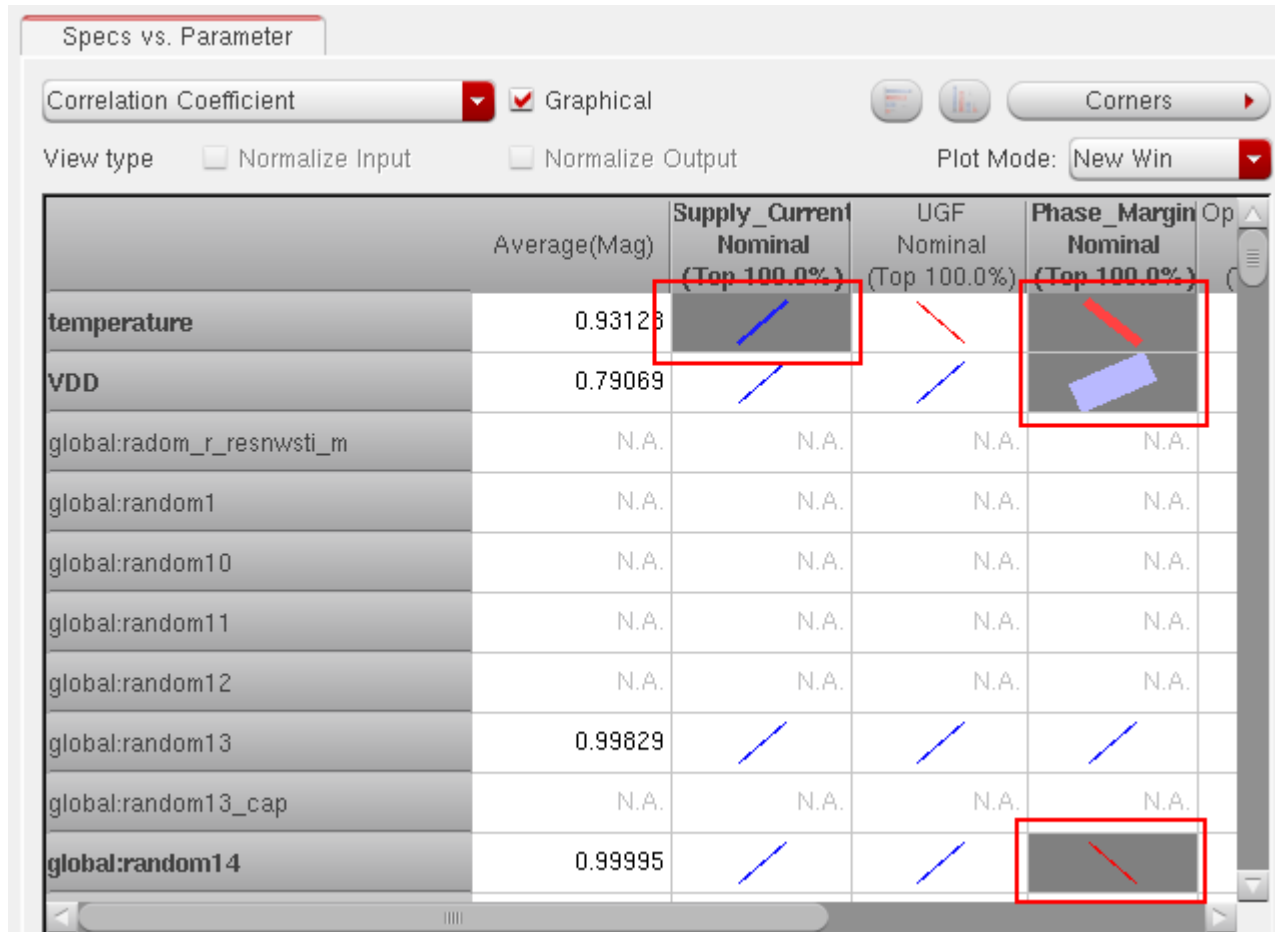 Specs vs. Parameter
Correlation Coefficient Graphical Corners
View type Normalize Input Normalize Output Plot Mode: New Win
Supply_Current UGF Phase_Margin Op
Average(Mag) Nominal Nominal Nominal
(Top 100.0%) (Top 100.0%) (Top 100.0%) (
temperature 0.93128
VDD 0.79069
global:radom_r_resnwsti_m N.A. N.A. N.A. N.A.
global:random1 N.A. N.A. N.A. N.A.
global:random10 N.A. N.A. N.A. N.A.
global:random11 N.A. N.A. N.A. N.A.
global:random12 N.A. N.A. N.A. N.A.
global:random13 0.99829
global:random13_cap N.A. N.A. N.A. N.A.
global:random14 0.99995